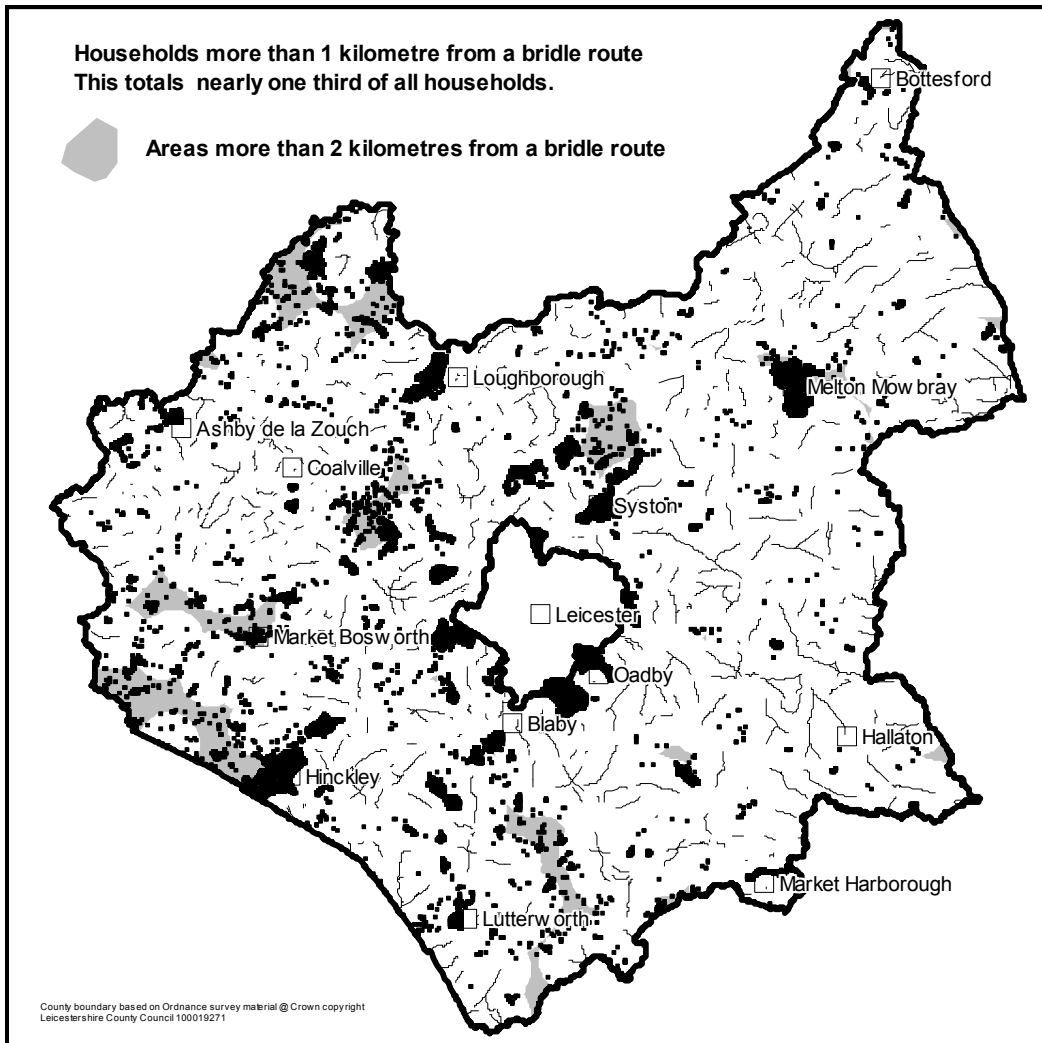 Households more than 1 kilometre from a bridle route
This totals nearly one third of all households.
Areas more than 2 kilometres from a bridle route
Bottesford
Loughborough
Melton Mowbray
Ashby de la Zouch
Coalville
Syston
Leicester
Market Bosworth
Oadby
Blaby
Hallaton
Hinckley
Market Harborough
Lutterworth
County boundary based on Ordnance survey material @ Crown copyright
Leicestershire County Council 100019271